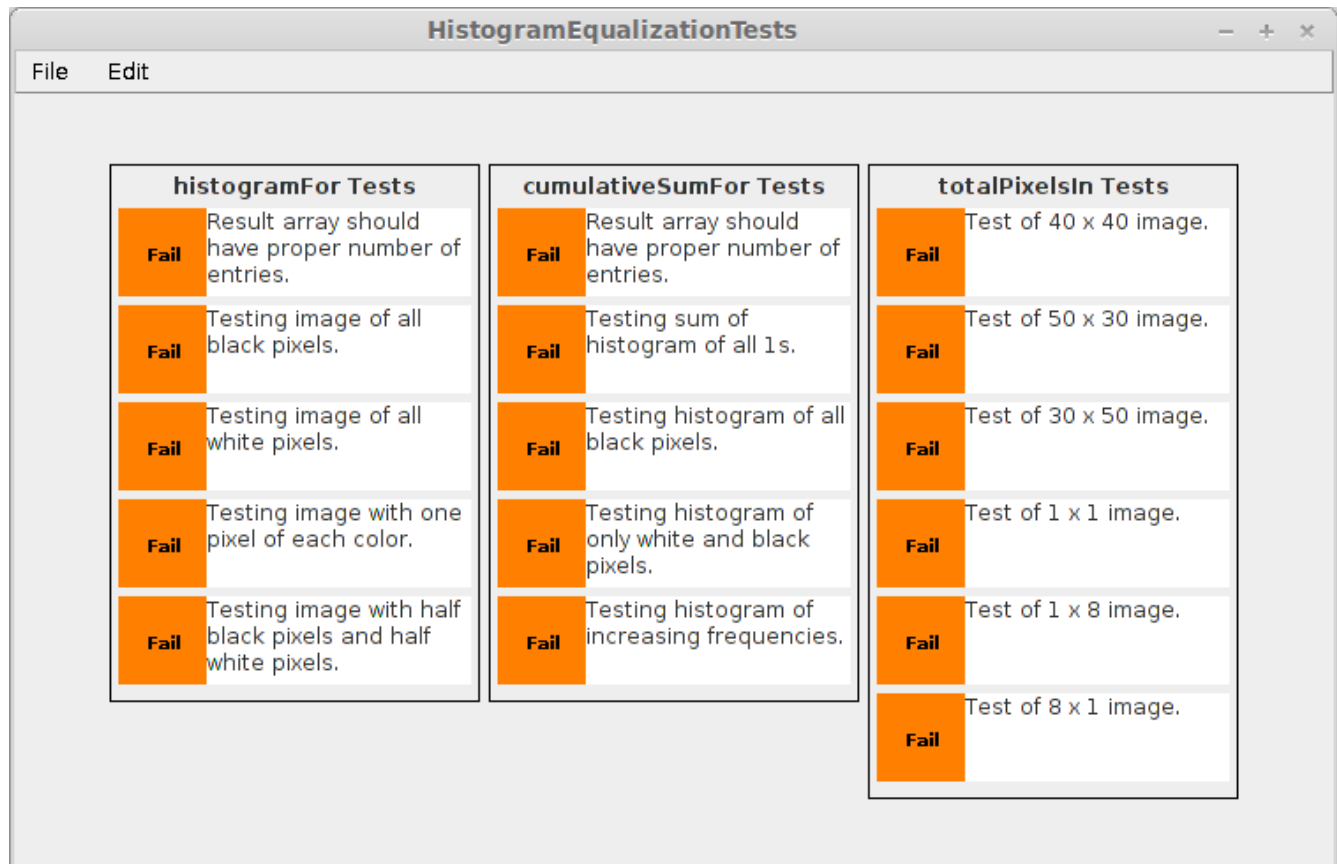 HistogramEqualizationTests
File Edit
histogramFor Tests
Fail
Result array should
have proper number of
entries.
Fail
Testing image of all
black pixels.
Fail
Testing image of all
white pixels.
Fail
Testing image with one
pixel of each color.
Fail
Testing image with half
black pixels and half
white pixels.
cumulativeSumFor Tests
Fail
Result array should
have proper number of
entries.
Fail
Testing sum of
histogram of all 1s.
Fail
Testing histogram of all
black pixels.
Fail
Testing histogram of
only white and black
pixels.
Fail
Testing histogram of
increasing frequencies.
totalPixelsIn Tests
Fail
Test of 40 x 40 image.
Fail
Test of 50 x 30 image.
Fail
Test of 30 x 50 image.
Fail
Test of 1 x 1 image.
Fail
Test of 1 x 8 image.
Fail
Test of 8 x 1 image.